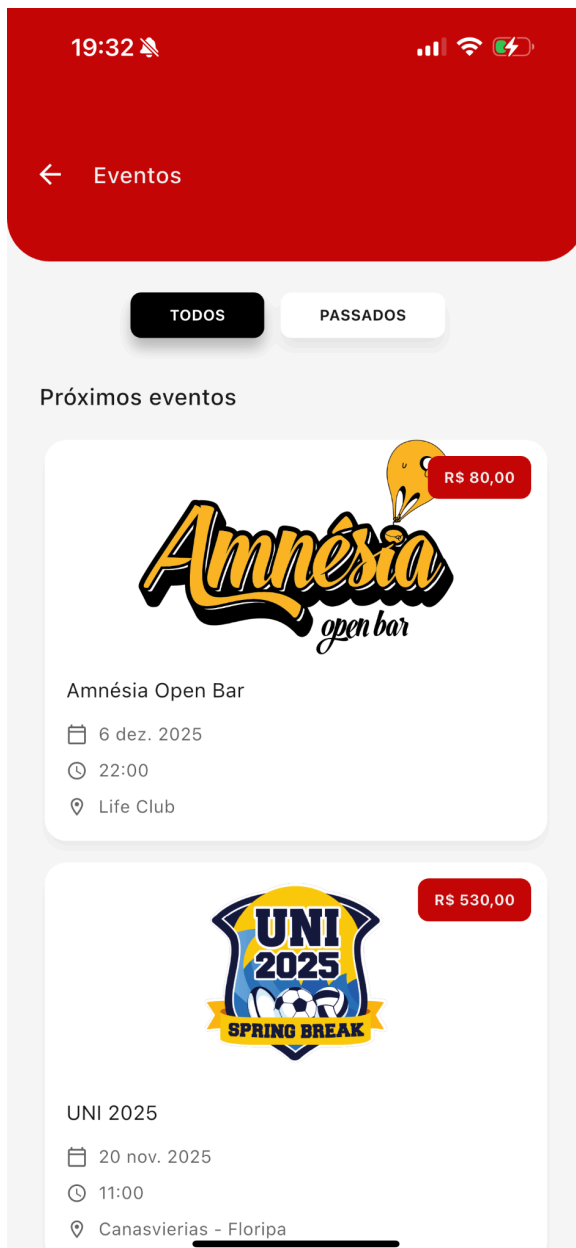 19:32
Eventos
TODOS
PASSADOS
Próximos eventos
R$ 80,00
Amnésia
open bar
Amnésia Open Bar
6 dez. 2025
22:00
Life Club
R$ 530,00
UNI
2025
SPRING BREAK
UNI 2025
20 nov. 2025
11:00
Canasvierias - Floripa